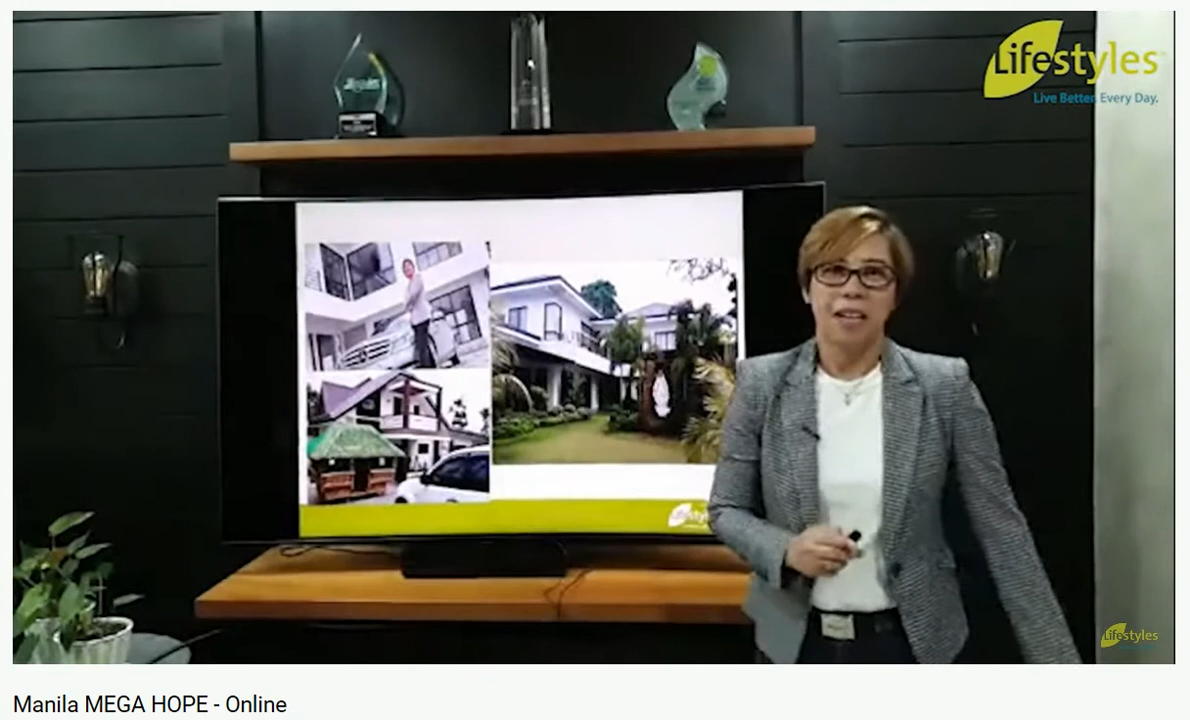 Lifestyles
Live Better Every Day.
Lifestyles
Manila MEGA HOPE - Online